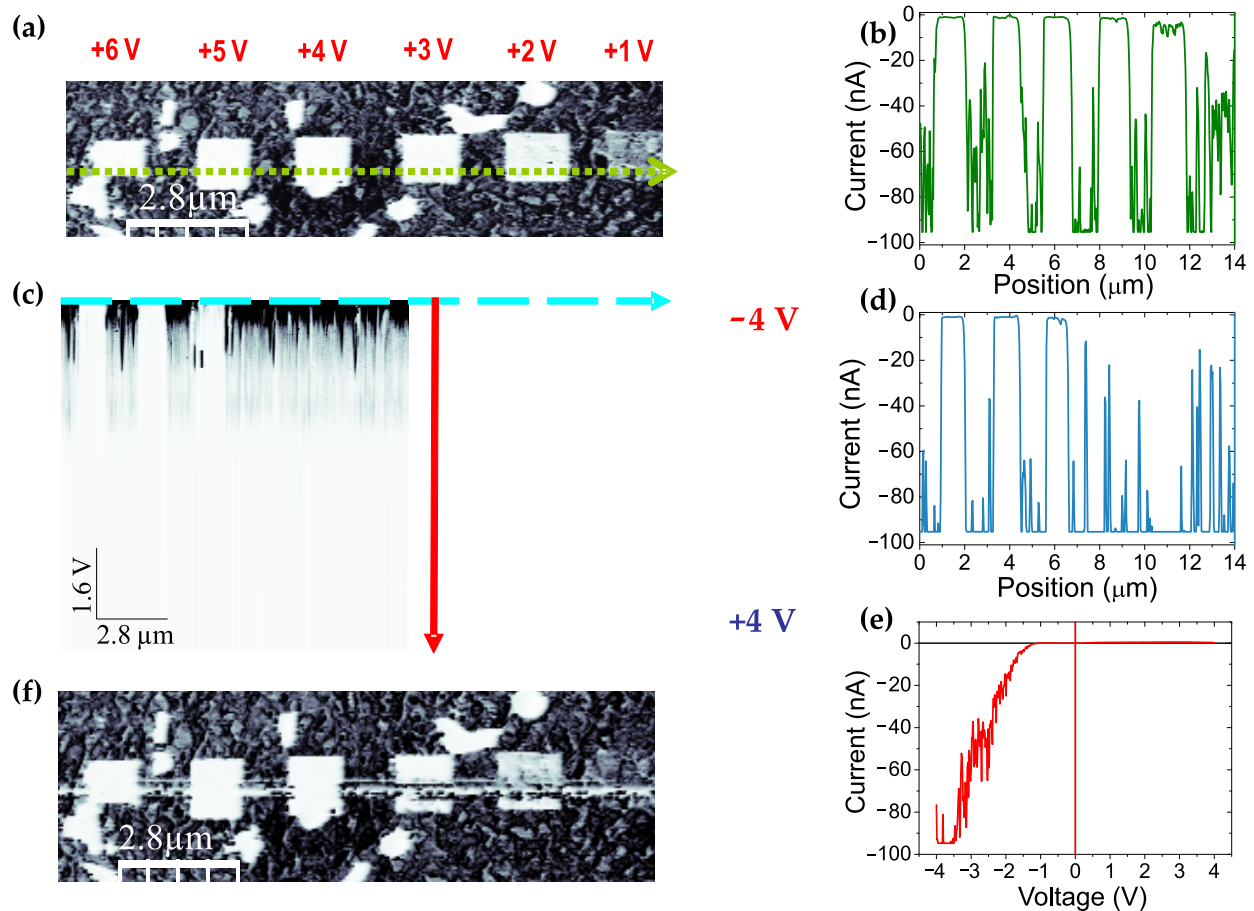 (a)
+6 V +5 V +4 V +3 V +2 V +1 V
2.8µm
(b)
Current (nA)
0
−20
−40
−60
−80
−100
0 2 4 6 8 10 12 14
Position (µm)
(c)
−4 V
+4 V
1.6 V
2.8 µm
(d)
Current (nA)
0
−20
−40
−60
−80
−100
0 2 4 6 8 10 12 14
Position (µm)
(e)
Current (nA)
0
−20
−40
−60
−80
−100
−4 −3 −2 −1 0 1 2 3 4
Voltage (V)
(f)
2.8µm